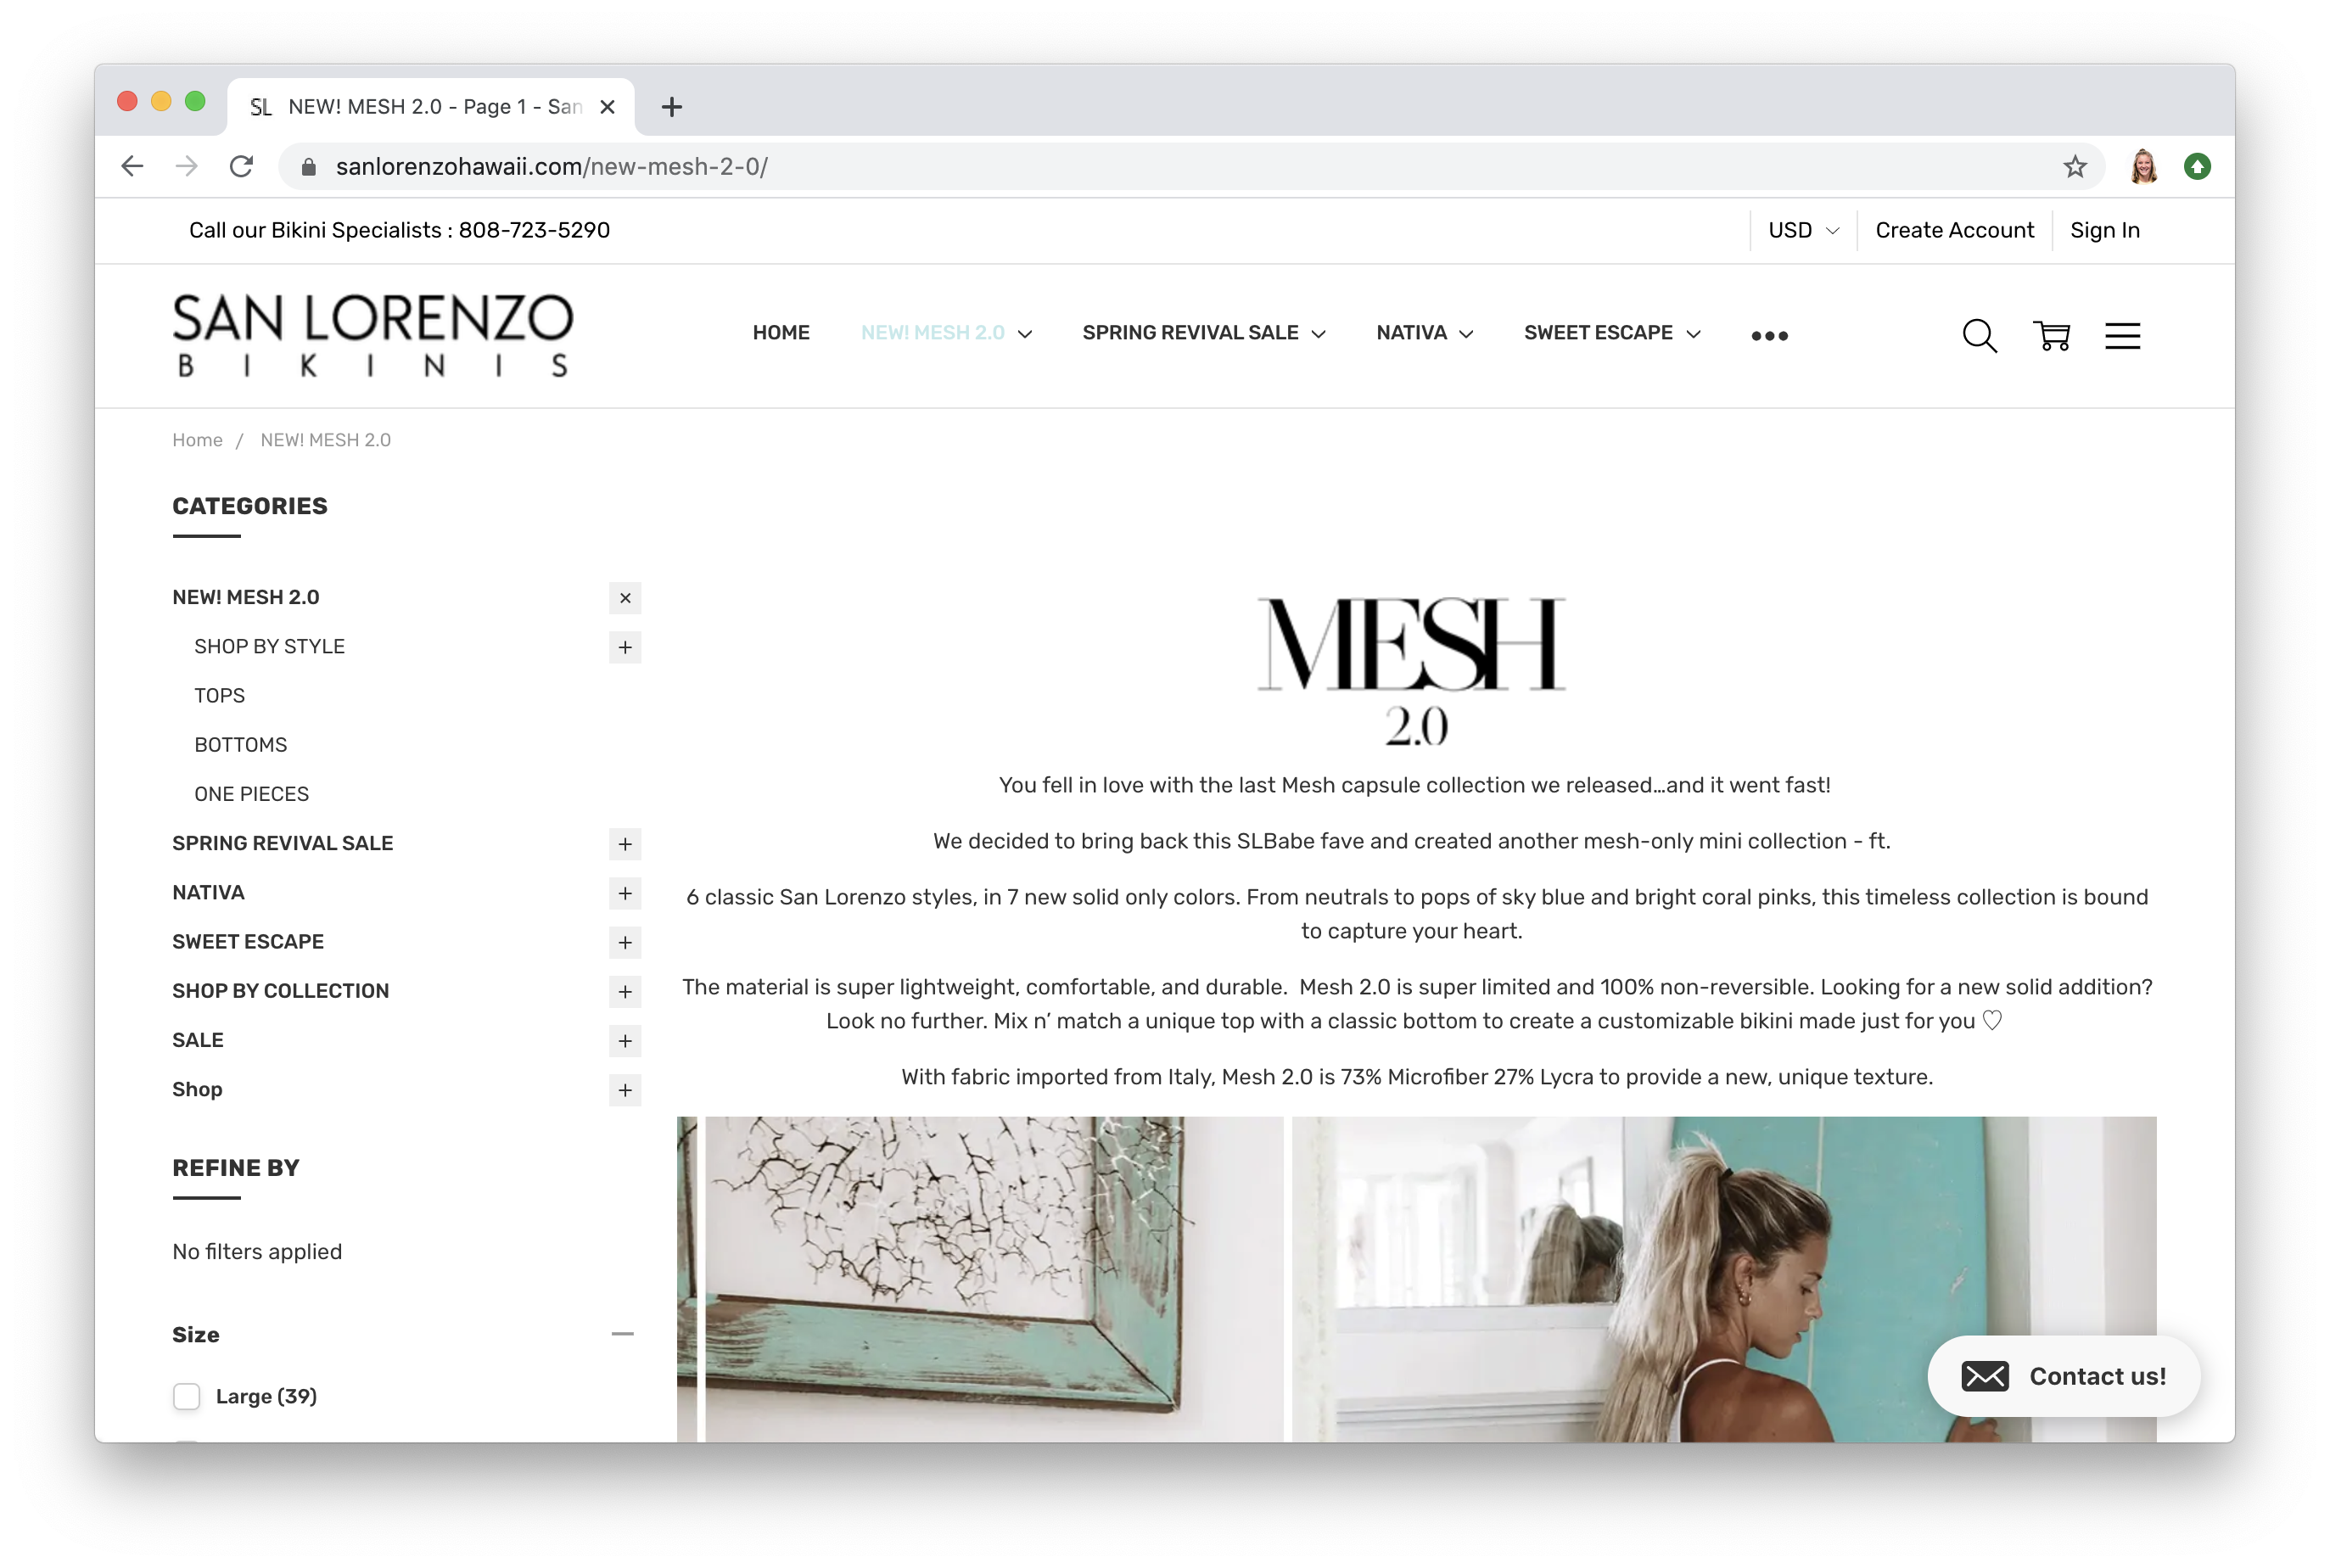 SL NEW! MESH 2.0 - Page 1 - San
sanlorenzohawaii.com/new-mesh-2-0/
Call our Bikini Specialists : 808-723-5290
USD
Create Account
Sign In
SAN LORENZO
BIKINIS
HOME
NEW! MESH 2.0
SPRING REVIVAL SALE
NATIVA
SWEET ESCAPE
Home / NEW! MESH 2.0
CATEGORIES
NEW! MESH 2.0
SHOP BY STYLE
TOPS
BOTTOMS
ONE PIECES
SPRING REVIVAL SALE
NATIVA
SWEET ESCAPE
SHOP BY COLLECTION
SALE
Shop
REFINE BY
No filters applied
Size
Large (39)
MESH
2.0
You fell in love with the last Mesh capsule collection we released...and it went fast!
We decided to bring back this SLBabe fave and created another mesh-only mini collection - ft.
6 classic San Lorenzo styles, in 7 new solid only colors. From neutrals to pops of sky blue and bright coral pinks, this timeless collection is bound
to capture your heart.
The material is super lightweight, comfortable, and durable.  Mesh 2.0 is super limited and 100% non-reversible. Looking for a new solid addition?
Look no further. Mix n’ match a unique top with a classic bottom to create a customizable bikini made just for you ♡
With fabric imported from Italy, Mesh 2.0 is 73% Microfiber 27% Lycra to provide a new, unique texture.
Contact us!